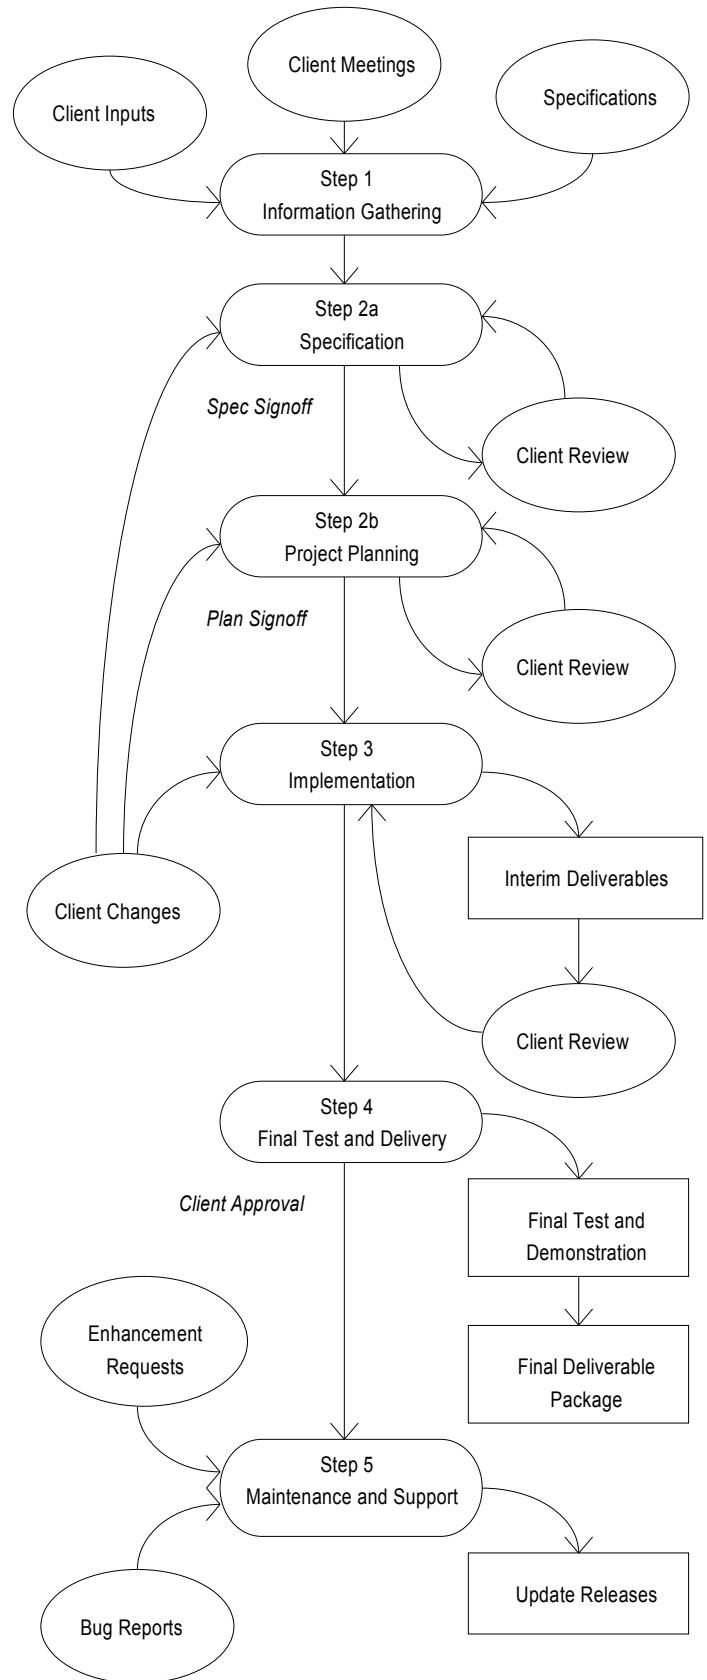 Client Meetings
Client Inputs
Specifications
Step 1
Information Gathering
Step 2a
Specification
Spec Signoff
Client Review
Step 2b
Project Planning
Plan Signoff
Client Review
Step 3
Implementation
Interim Deliverables
Client Changes
Client Review
Step 4
Final Test and Delivery
Client Approval
Final Test and
Demonstration
Enhancement
Requests
Final Deliverable
Package
Step 5
Maintenance and Support
Update Releases
Bug Reports